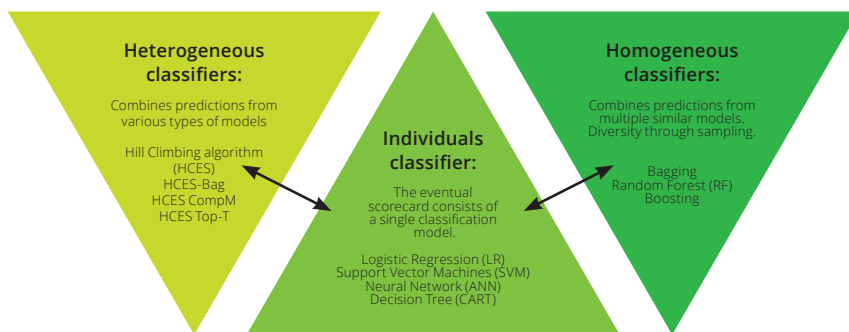 Heterogeneous
classifiers:
Combines predictions from
various types of models
Hill Climbing algorithm
(HCES)
HCES-Bag
HCES CompM
HCES Top-T
Individuals
classifier:
The eventual
scorecard consists of
a single classification
model.
Logistic Regression (LR)
Support Vector Machines (SVM)
Neural Network (ANN)
Decision Tree (CART)
Homogeneous
classifiers:
Combines predictions from
multiple similar models.
Diversity through sampling.
Bagging
Random Forest (RF)
Boosting